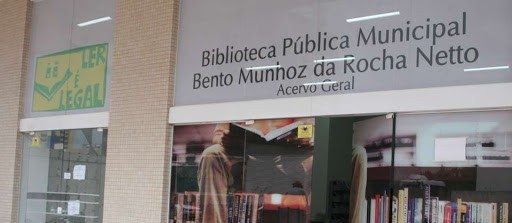 LER
É
LEGAL
Biblioteca Pública Municipal
Bento Munhoz da Rocha Netto
Acervo Geral